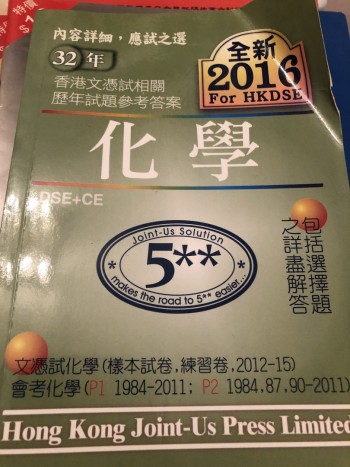 內容詳細，應試之選
32年
香港文憑試相關
歷年試題參考答案
全新
2016
For HKDSE
化學
DSE+CE
Joint-Us Solution
*5***
makes the road to 5** easier...
包括選擇題
之詳盡解答
文憑試化學(樣本試卷,練習卷,2012-15)
會考化學(P1 1984-2011; P2 1984,87,90-2011)
Hong Kong Joint-Us Press Limited